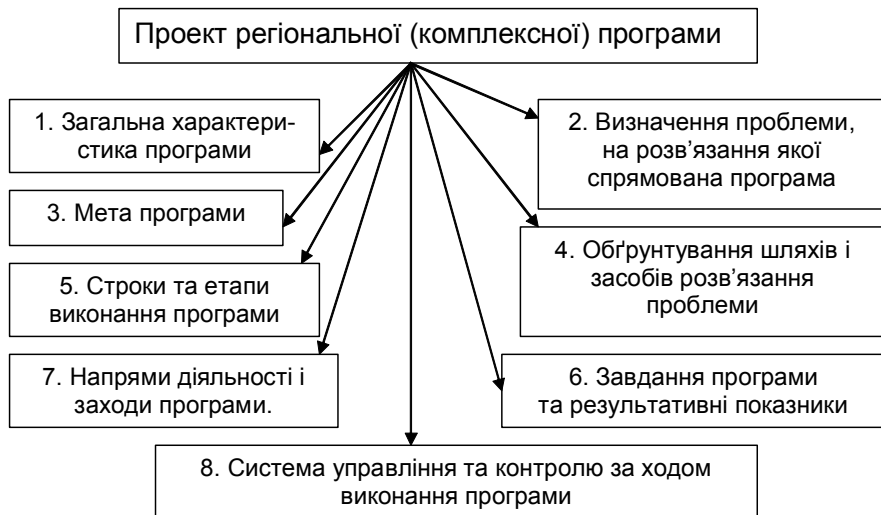 Проект регіональної (комплексної) програми
1. Загальна характери-
стика програми
2. Визначення проблеми,
на розв’язання якої
спрямована програма
3. Мета програми
4. Обґрунтування шляхів і
засобів розв’язання
проблеми
5. Строки та етапи
виконання програми
6. Завдання програми
та результативні показники
7. Напрями діяльності і
заходи програми.
8. Система управління та контролю за ходом
виконання програми